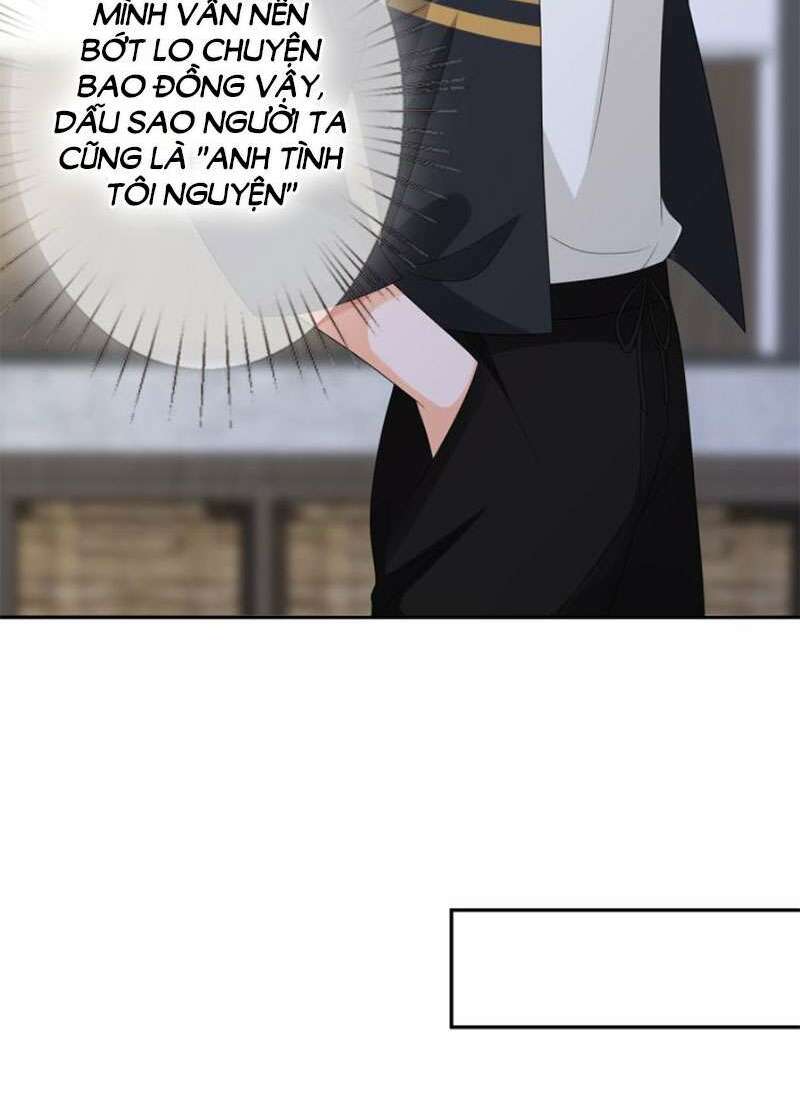 MÌNH VẪN NÊN
BỚT LO CHUYỆN
BAO ĐỒNG VẬY,
DẪU SAO NGƯỜI TA
CŨNG LÀ "ANH TÌNH
TÔI NGUYỆN"